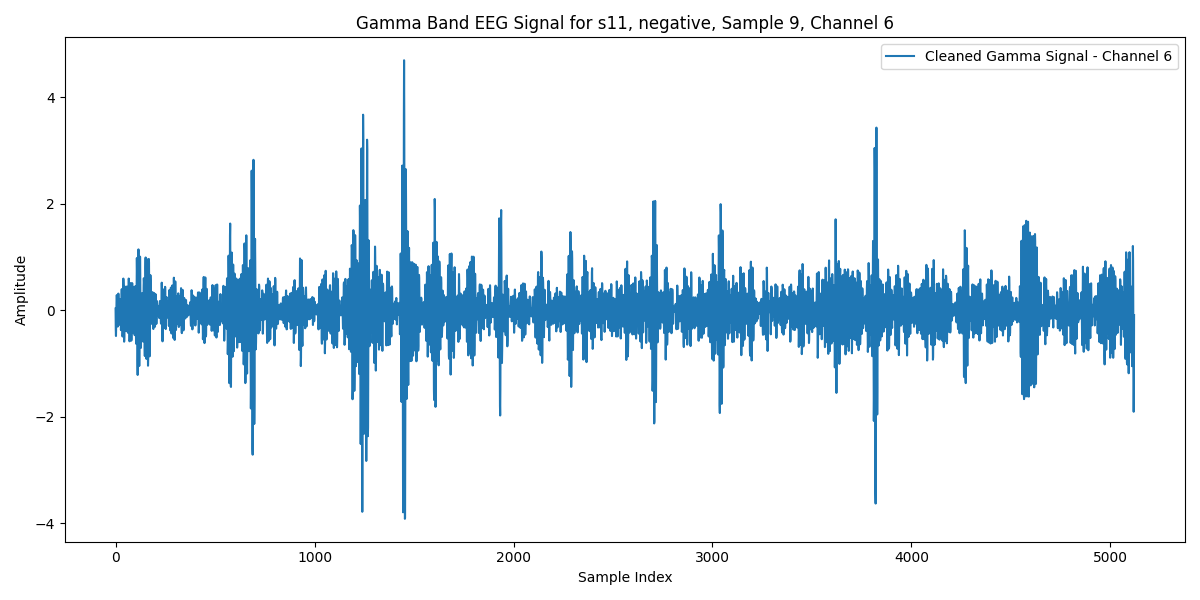 Gamma Band EEG Signal for s11, negative, Sample 9, Channel 6
Cleaned Gamma Signal - Channel 6
Amplitude
4
2
0
−2
−4
0 1000 2000 3000 4000 5000
Sample Index